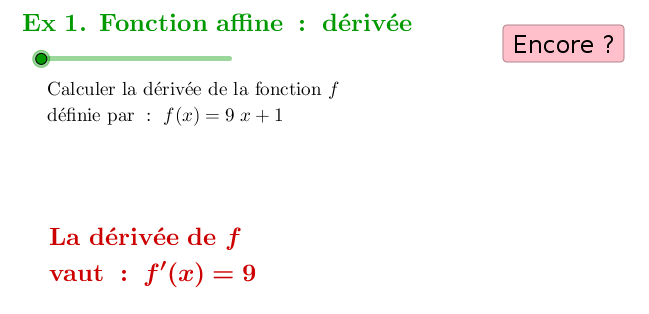 Ex 1. Fonction affine : dérivée
Encore ?
Calculer la dérivée de la fonction f
définie par : f(x) = 9 x + 1
La dérivée de f
vaut : f′(x) = 9